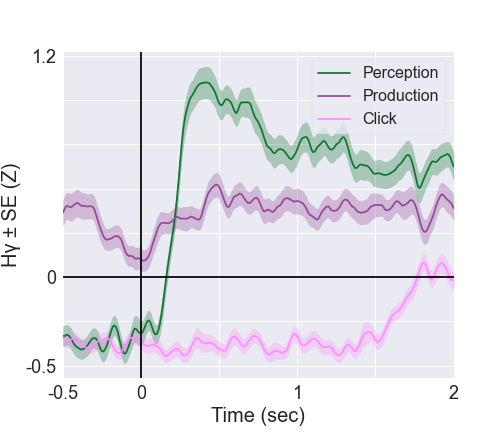 1.2
Perception
Production
Click
Hγ ± SE (Z)
0
-0.5
-0.5 0 1 2
Time (sec)